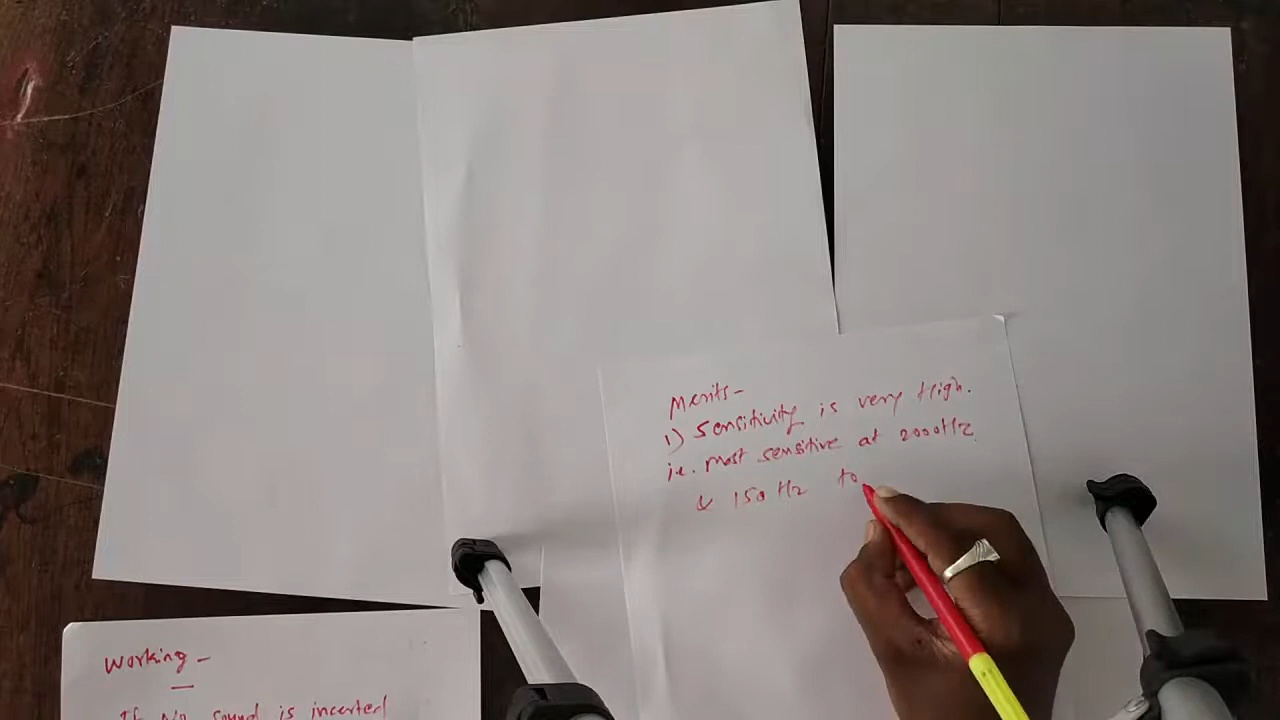 Merits-
1) Sensitivity is very High.
i.e. most sensitive at 2000Hz
& 150 Hz to
Working -
If No sound is incerted